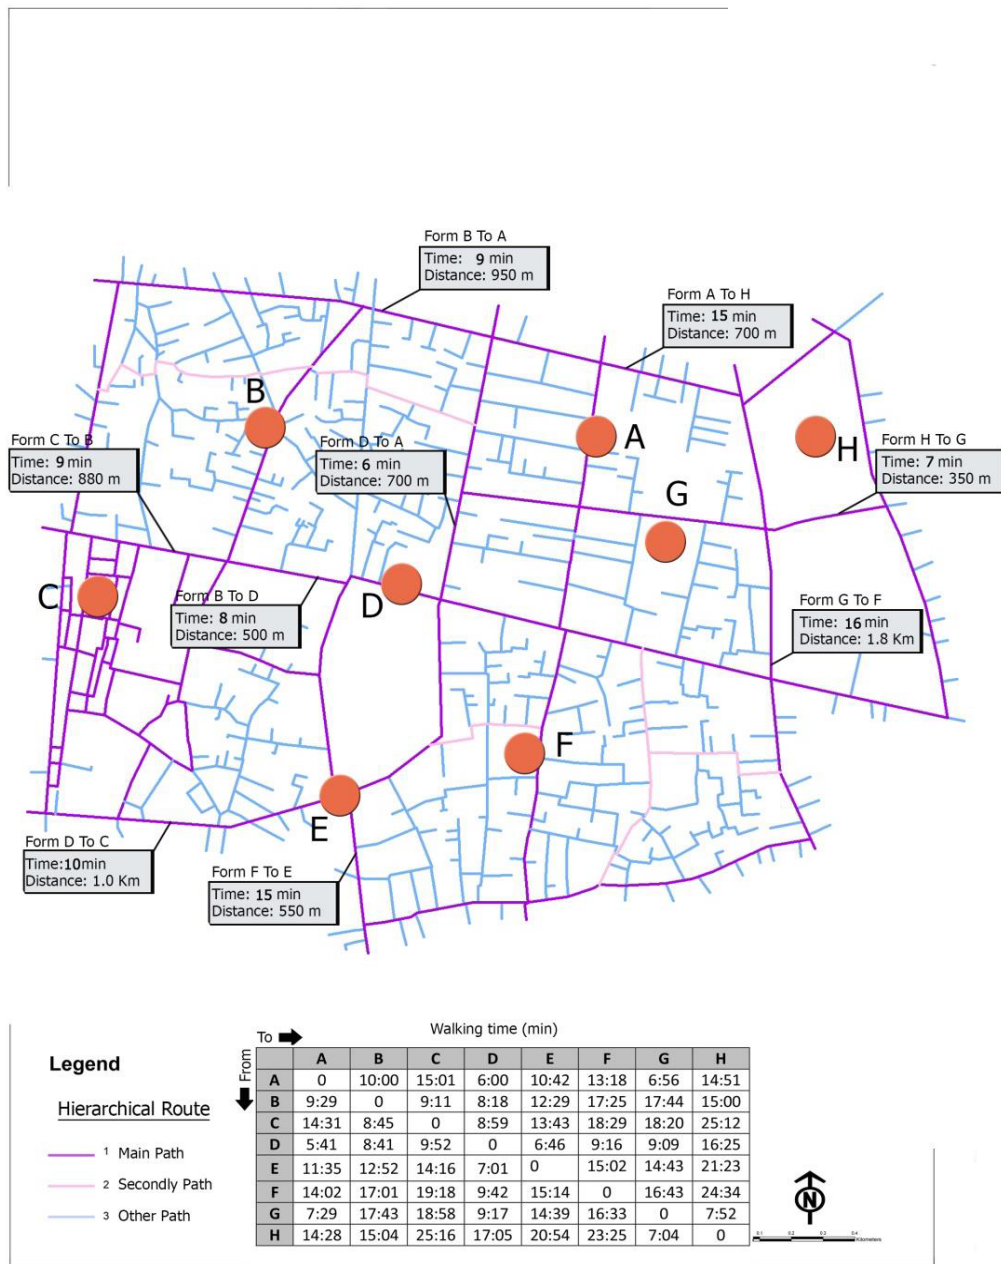 Form B To A
Time: 9 min
Distance: 950 m
Form A To H
Time: 15 min
Distance: 700 m
B
A
H
Form C To B
Time: 9 min
Distance: 880 m
Form D To A
Time: 6 min
Distance: 700 m
Form H To G
Time: 7 min
Distance: 350 m
G
C
D
Form B To D
Time: 8 min
Distance: 500 m
Form G To F
Time: 16 min
Distance: 1.8 Km
F
E
Form D To C
Time:10min
Distance: 1.0 Km
Form F To E
Time: 15 min
Distance: 550 m
Legend
Hierarchical Route
1 Main Path
2 Secondly Path
3 Other Path
To
Walking time (min)
From
A B C D E F G H
A 0 10:00 15:01 6:00 10:42 13:18 6:56 14:51
B 9:29 0 9:11 8:18 12:29 17:25 17:44 15:00
C 14:31 8:45 0 8:59 13:43 18:29 18:20 25:12
D 5:41 8:41 9:52 0 6:46 9:16 9:09 16:25
E 11:35 12:52 14:16 7:01 0 15:02 14:43 21:23
F 14:02 17:01 19:18 9:42 15:14 0 16:43 24:34
G 7:29 17:43 18:58 9:17 14:39 16:33 0 7:52
H 14:28 15:04 25:16 17:05 20:54 23:25 7:04 0
N
0.1 0.2 0.3 0.4
Kilometers